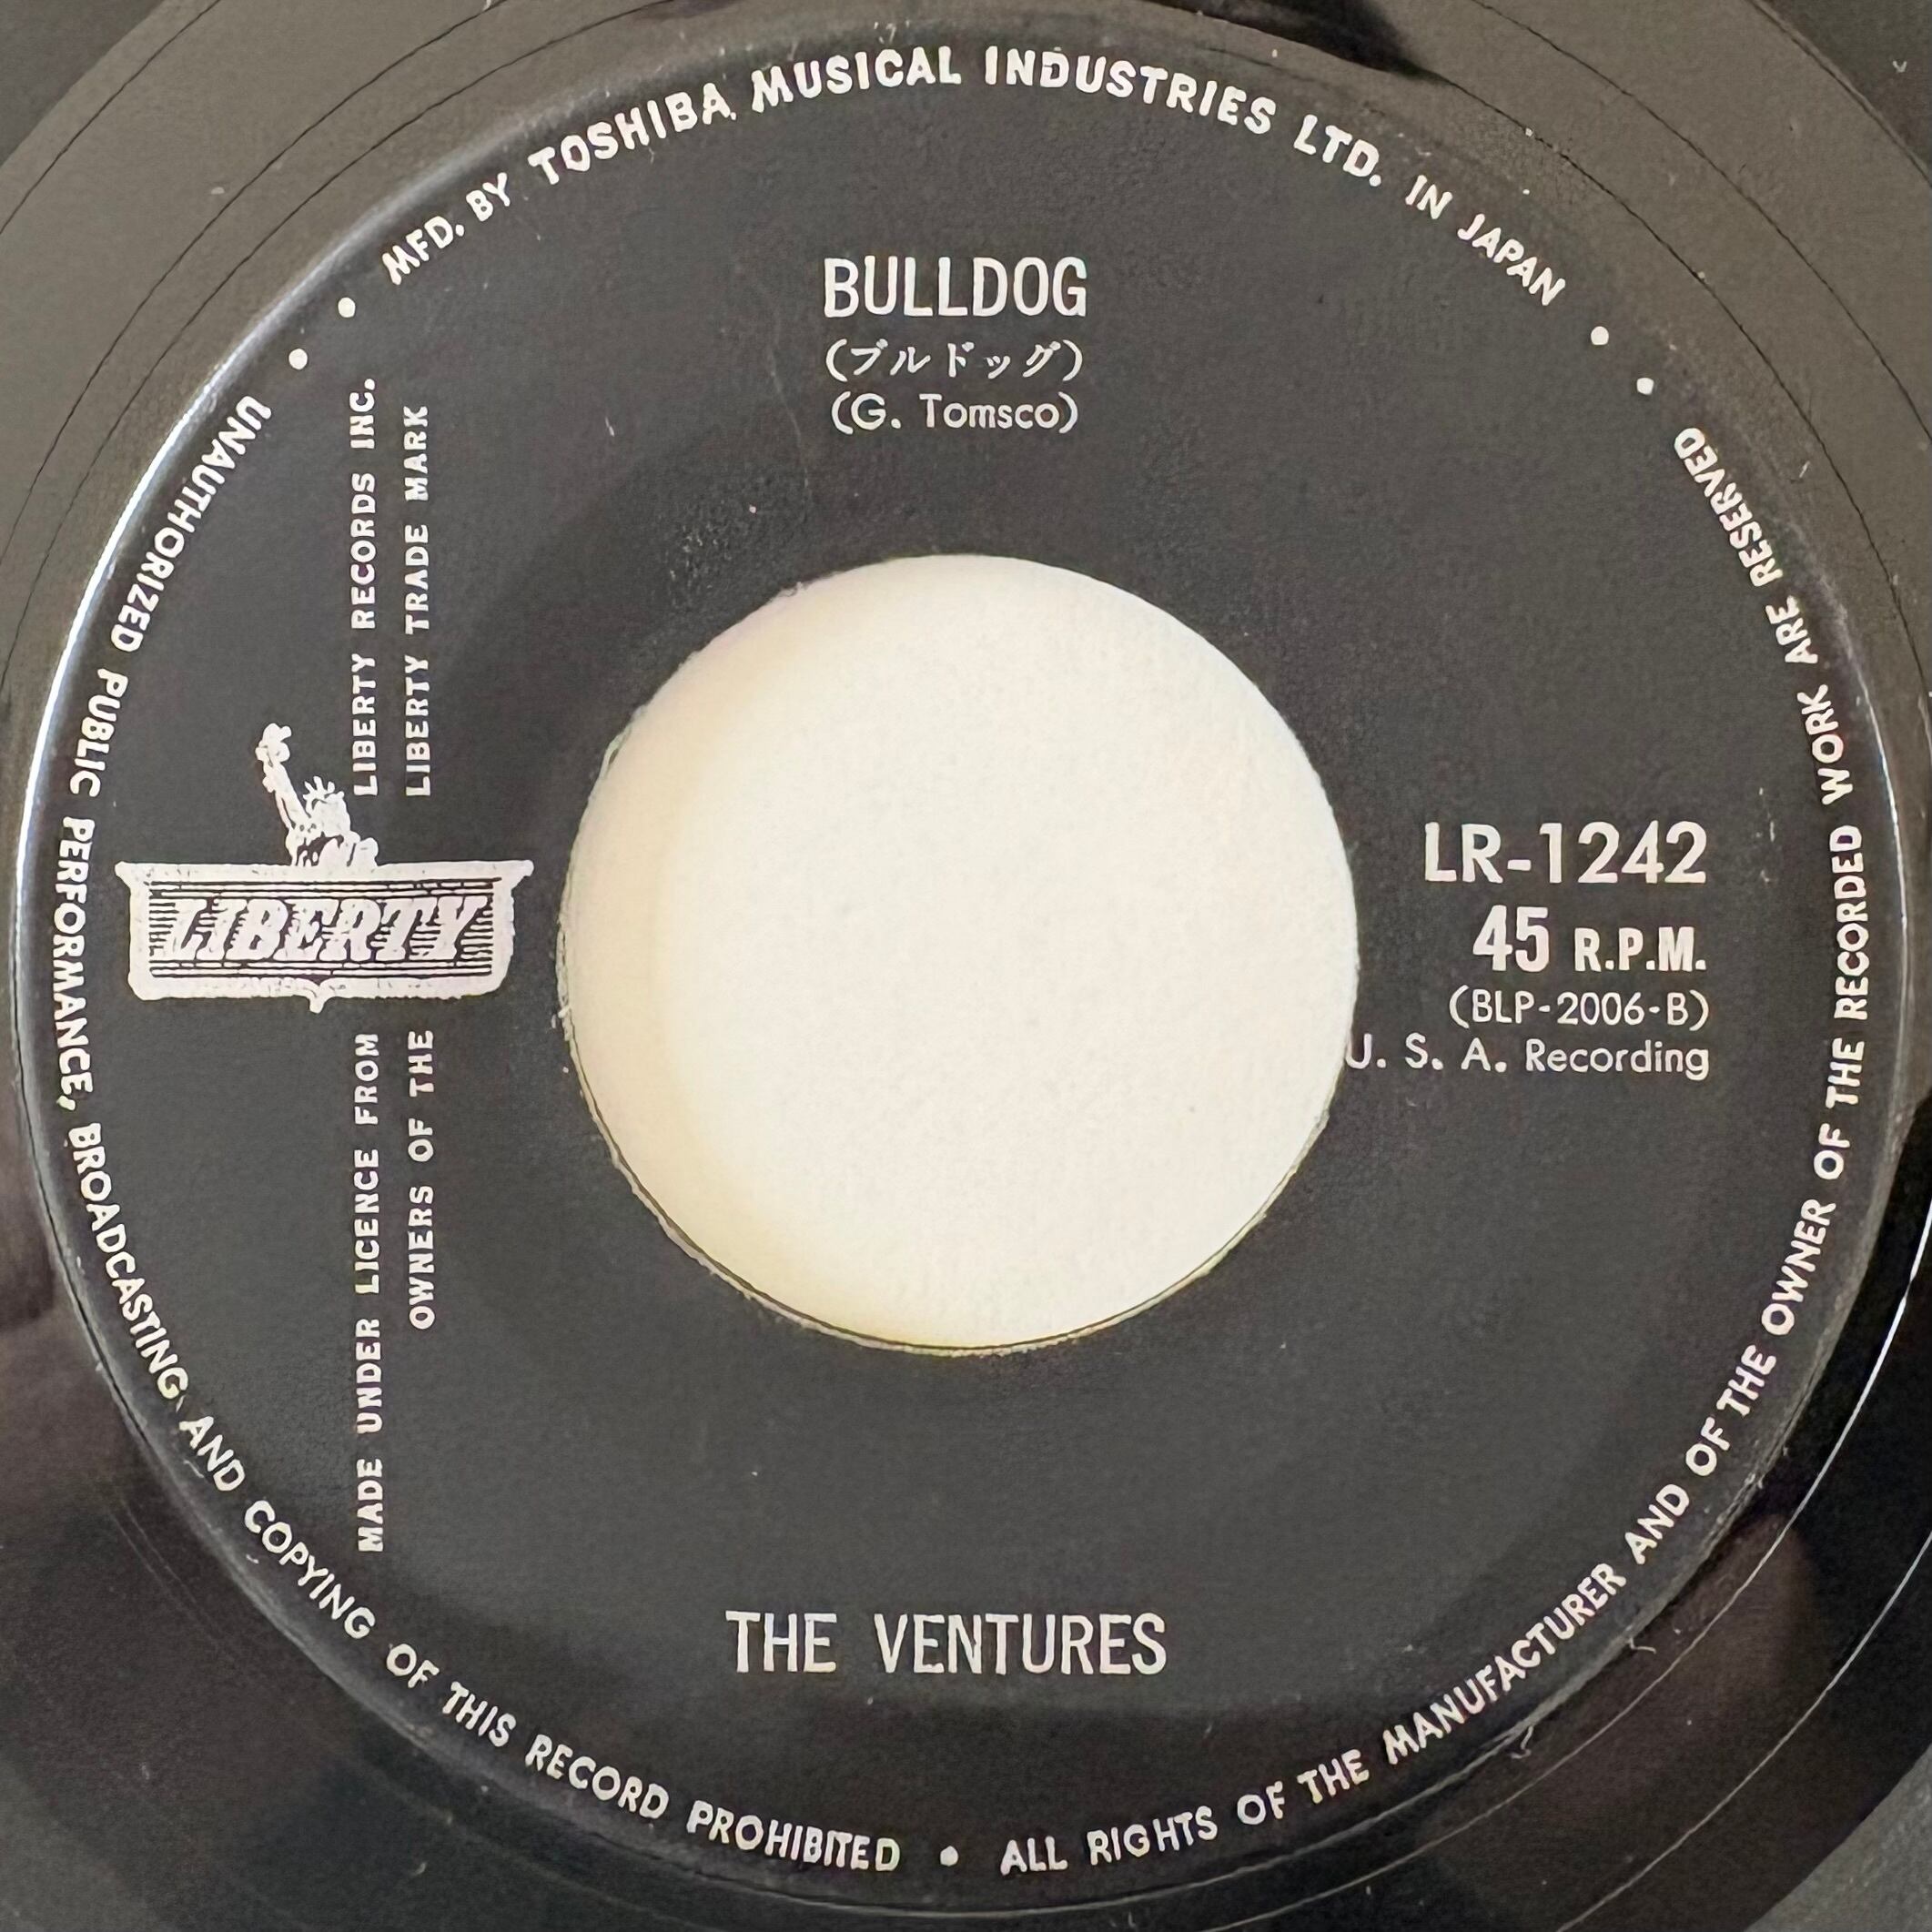 MFD. BY TOSHIBA MUSICAL INDUSTRIES LTD. IN JAPAN
BULLDOG
(ブルドッグ)
(G. Tomsco)
LIBERTY RECORDS INC.
LIBERTY TRADE MARK
LIBERTY
MADE UNDER LICENCE FROM
OWNERS OF THE
LR-1242
45 R.P.M.
(BLP-2006-B)
U. S. A. Recording
THE VENTURES
UNAUTHORIZED PUBLIC PERFORMANCE, BROADCASTING AND COPYING OF THIS RECORD PROHIBITED • ALL RIGHTS OF THE MANUFACTURER AND OF THE OWNER OF THE RECORDED WORK ARE RESERVED